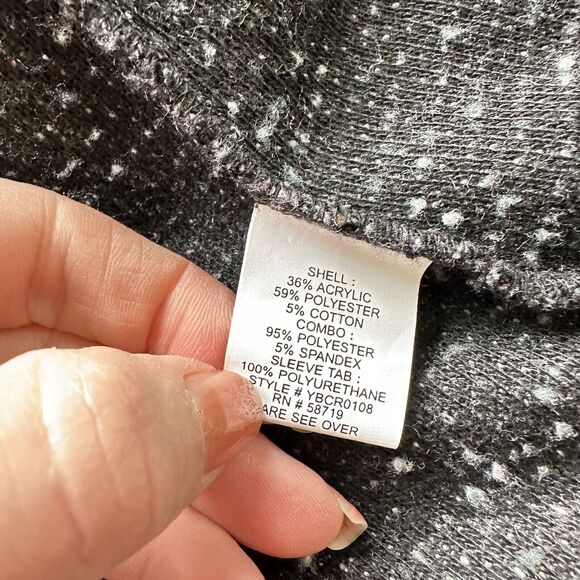 SHELL :
36% ACRYLIC
59% POLYESTER
5% COTTON
COMBO :
95% POLYESTER
5% SPANDEX
SLEEVE TAB :
100% POLYURETHANE
STYLE # YBCR0108
RN # 58719
ARE SEE OVER